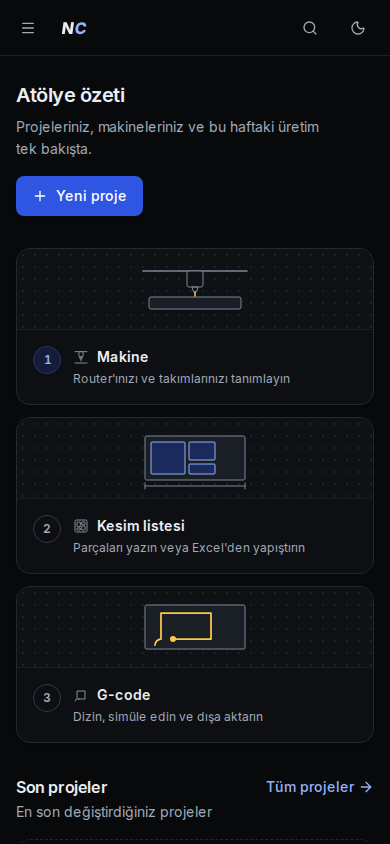 NC
Atölye özeti
Projeleriniz, makineleriniz ve bu haftaki üretim
tek bakışta.
Yeni proje
1
Makine
Router'ınızı ve takımlarınızı tanımlayın
2
Kesim listesi
Parçaları yazın veya Excel'den yapıştırın
3
G-code
Dizin, simüle edin ve dışa aktarın
Son projeler
Tüm projeler
En son değiştirdiğiniz projeler